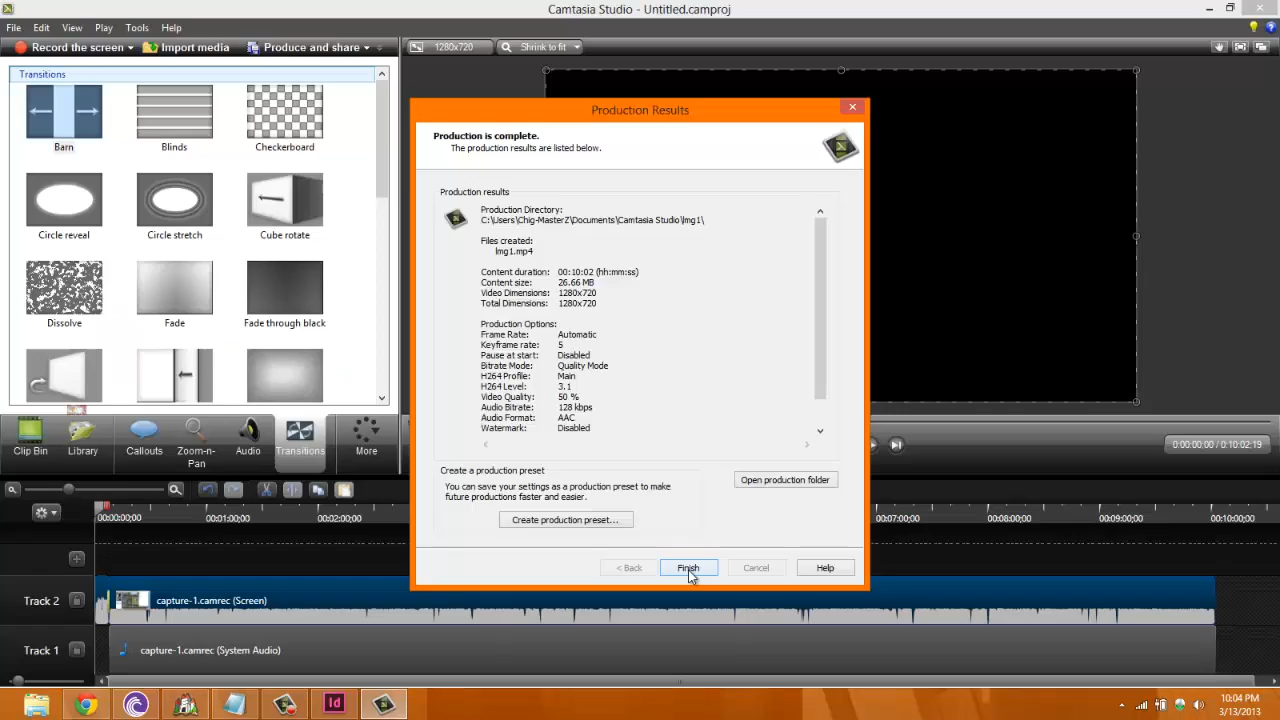 Camtasia Studio - Untitled.camproj
File Edit View Play Tools Help
Record the screen Import media Produce and share 1280x720 Shrink to fit
Transitions
Barn Blinds Checkerboard
Circle reveal Circle stretch Cube rotate
Dissolve Fade Fade through black
Clip Bin Library Callouts Zoom-n-Pan Audio Transitions More
Production Results
Production is complete.
The production results are listed below.
Production results
Production Directory:
C:\Users\Chig-MasterZ\Documents\Camtasia Studio\lmg1\
Files created:
lmg1.mp4
Content duration: 00:10:02 (hh:mm:ss)
Content size: 26.66 MB
Video Dimensions: 1280x720
Total Dimensions: 1280x720
Production Options:
Frame Rate: Automatic
Keyframe rate: 5
Pause at start: Disabled
Bitrate Mode: Quality Mode
H264 Profile: Main
H264 Level: 3.1
Video Quality: 50 %
Audio Bitrate: 128 kbps
Audio Format: AAC
Watermark: Disabled
Create a production preset
You can save your settings as a production preset to make
future productions faster and easier.
Open production folder
Create production preset...
< Back Finish Cancel Help
0:00:00;00 / 0:10:02;19
00:00:00;00 00:01:00;00 00:02:00;00 00:07:00;00 00:08:00;00 00:09:00;00 00:10:00;00
Track 2 capture-1.camrec (Screen)
Track 1 capture-1.camrec (System Audio)
Id
10:04 PM
3/13/2013